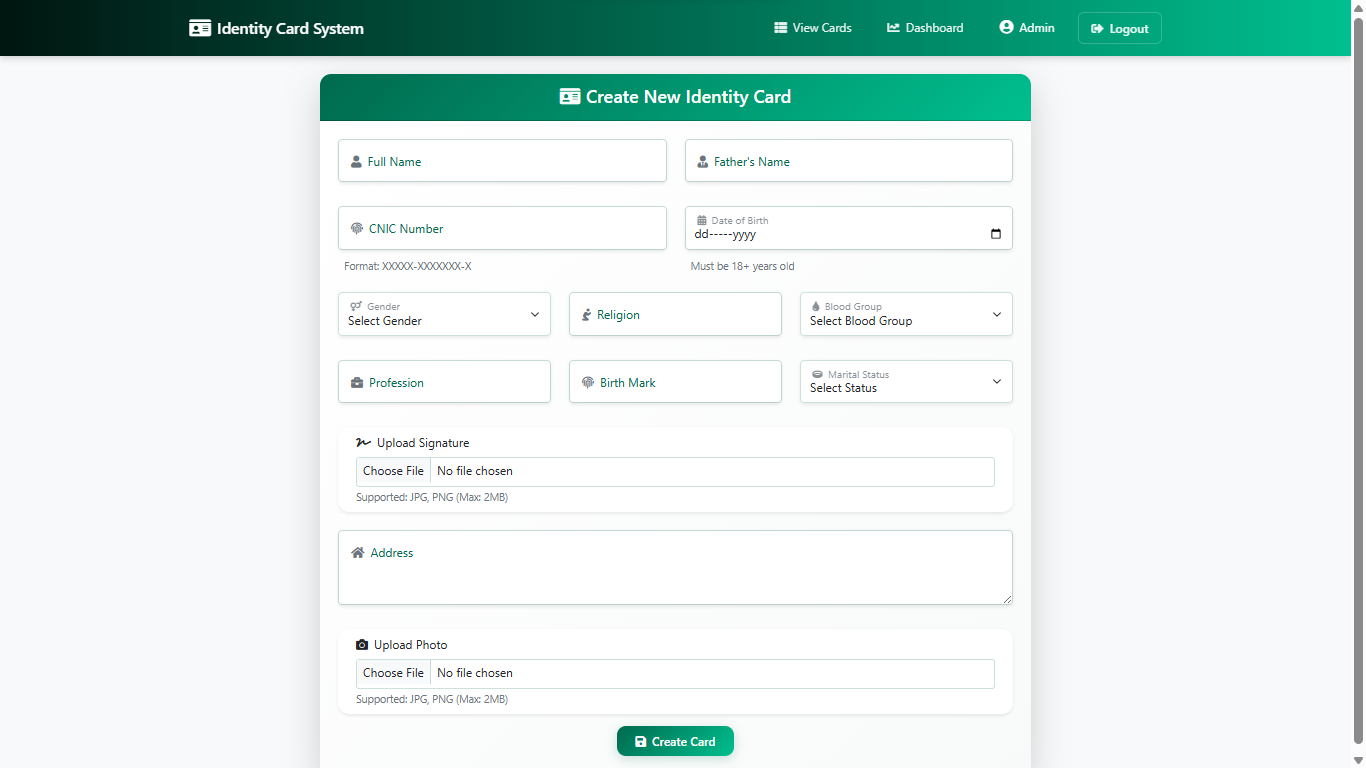 Identity Card System
View Cards
Dashboard
Admin
Logout
Create New Identity Card
Full Name
Father's Name
CNIC Number
Date of Birth
dd-----yyyy
Format: XXXXX-XXXXXXX-X
Must be 18+ years old
Gender
Select Gender
Religion
Blood Group
Select Blood Group
Profession
Birth Mark
Marital Status
Select Status
Upload Signature
Choose File No file chosen
Supported: JPG, PNG (Max: 2MB)
Address
Upload Photo
Choose File No file chosen
Supported: JPG, PNG (Max: 2MB)
Create Card